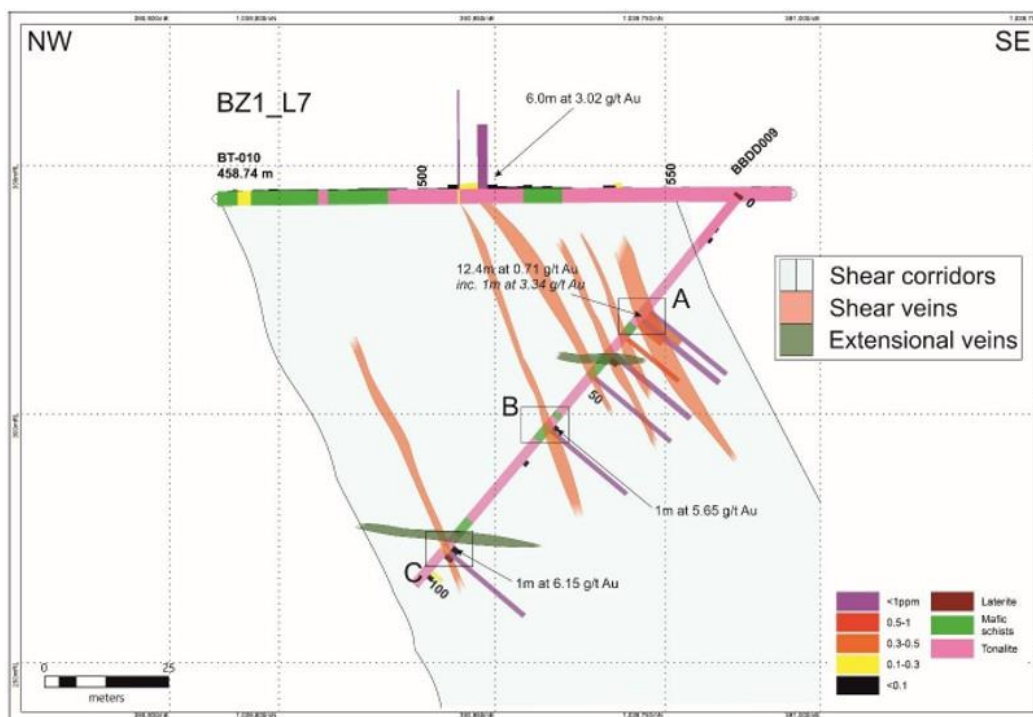 NW
SE
BZ1_L7
6.0m at 3.02 g/t Au
BT-010
458.74 m
500
550
BBDD009
0
12.4m at 0.71 g/t Au
inc. 1m at 3.34 g/t Au
A
Shear corridors
Shear veins
Extensional veins
B
50
1m at 5.65 g/t Au
C
100
1m at 6.15 g/t Au
<1ppm
0.5-1
0.3-0.5
0.1-0.3
<0.1
Laterite
Mafic
schists
Tonalite
0
25
meters